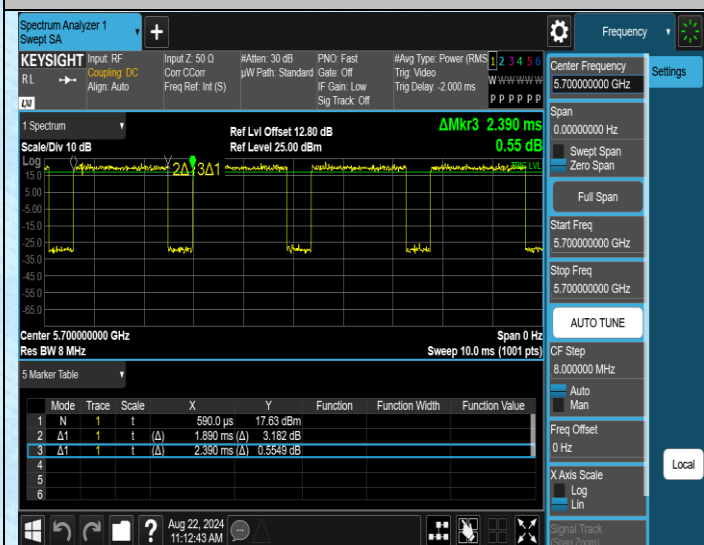 Spectrum Analyzer 1
Swept SA
Frequency
KEYSIGHT
RL
LXI
Input: RF
Coupling: DC
Align: Auto
Input Z: 50 Ω
Corr CCorr
Freq Ref: Int (S)
#Atten: 30 dB
µW Path: Standard
PNO: Fast
Gate: Off
IF Gain: Low
Sig Track: Off
#Avg Type: Power (RMS
Trig: Video
Trig Delay: -2.000 ms
1 2 3 4 5 6
W W W W W W
P P P P P P
1 Spectrum
Scale/Div 10 dB
Ref Lvl Offset 12.80 dB
Ref Level 25.00 dBm
ΔMkr3 2.390 ms
0.55 dB
Log
15.0
5.00
-5.00
-15.0
-25.0
-35.0
-45.0
-55.0
-65.0
1
2Δ1
3Δ1
TRIG LVL
Center 5.700000000 GHz
Res BW 8 MHz
Span 0 Hz
Sweep 10.0 ms (1001 pts)
5 Marker Table
Mode Trace Scale X Y Function Function Width Function Value
1 N 1 t 590.0 µs 17.63 dBm
2 Δ1 1 t (Δ) 1.890 ms (Δ) 3.182 dB
3 Δ1 1 t (Δ) 2.390 ms (Δ) 0.5549 dB
4
5
6
Aug 22, 2024
11:12:43 AM
Center Frequency
5.700000000 GHz
Span
0.00000000 Hz
Swept Span
Zero Span
Full Span
Start Freq
5.700000000 GHz
Stop Freq
5.700000000 GHz
AUTO TUNE
CF Step
8.000000 MHz
Auto
Man
Freq Offset
0 Hz
X Axis Scale
Log
Lin
Signal Track
(Span Zoom)
Settings
Local